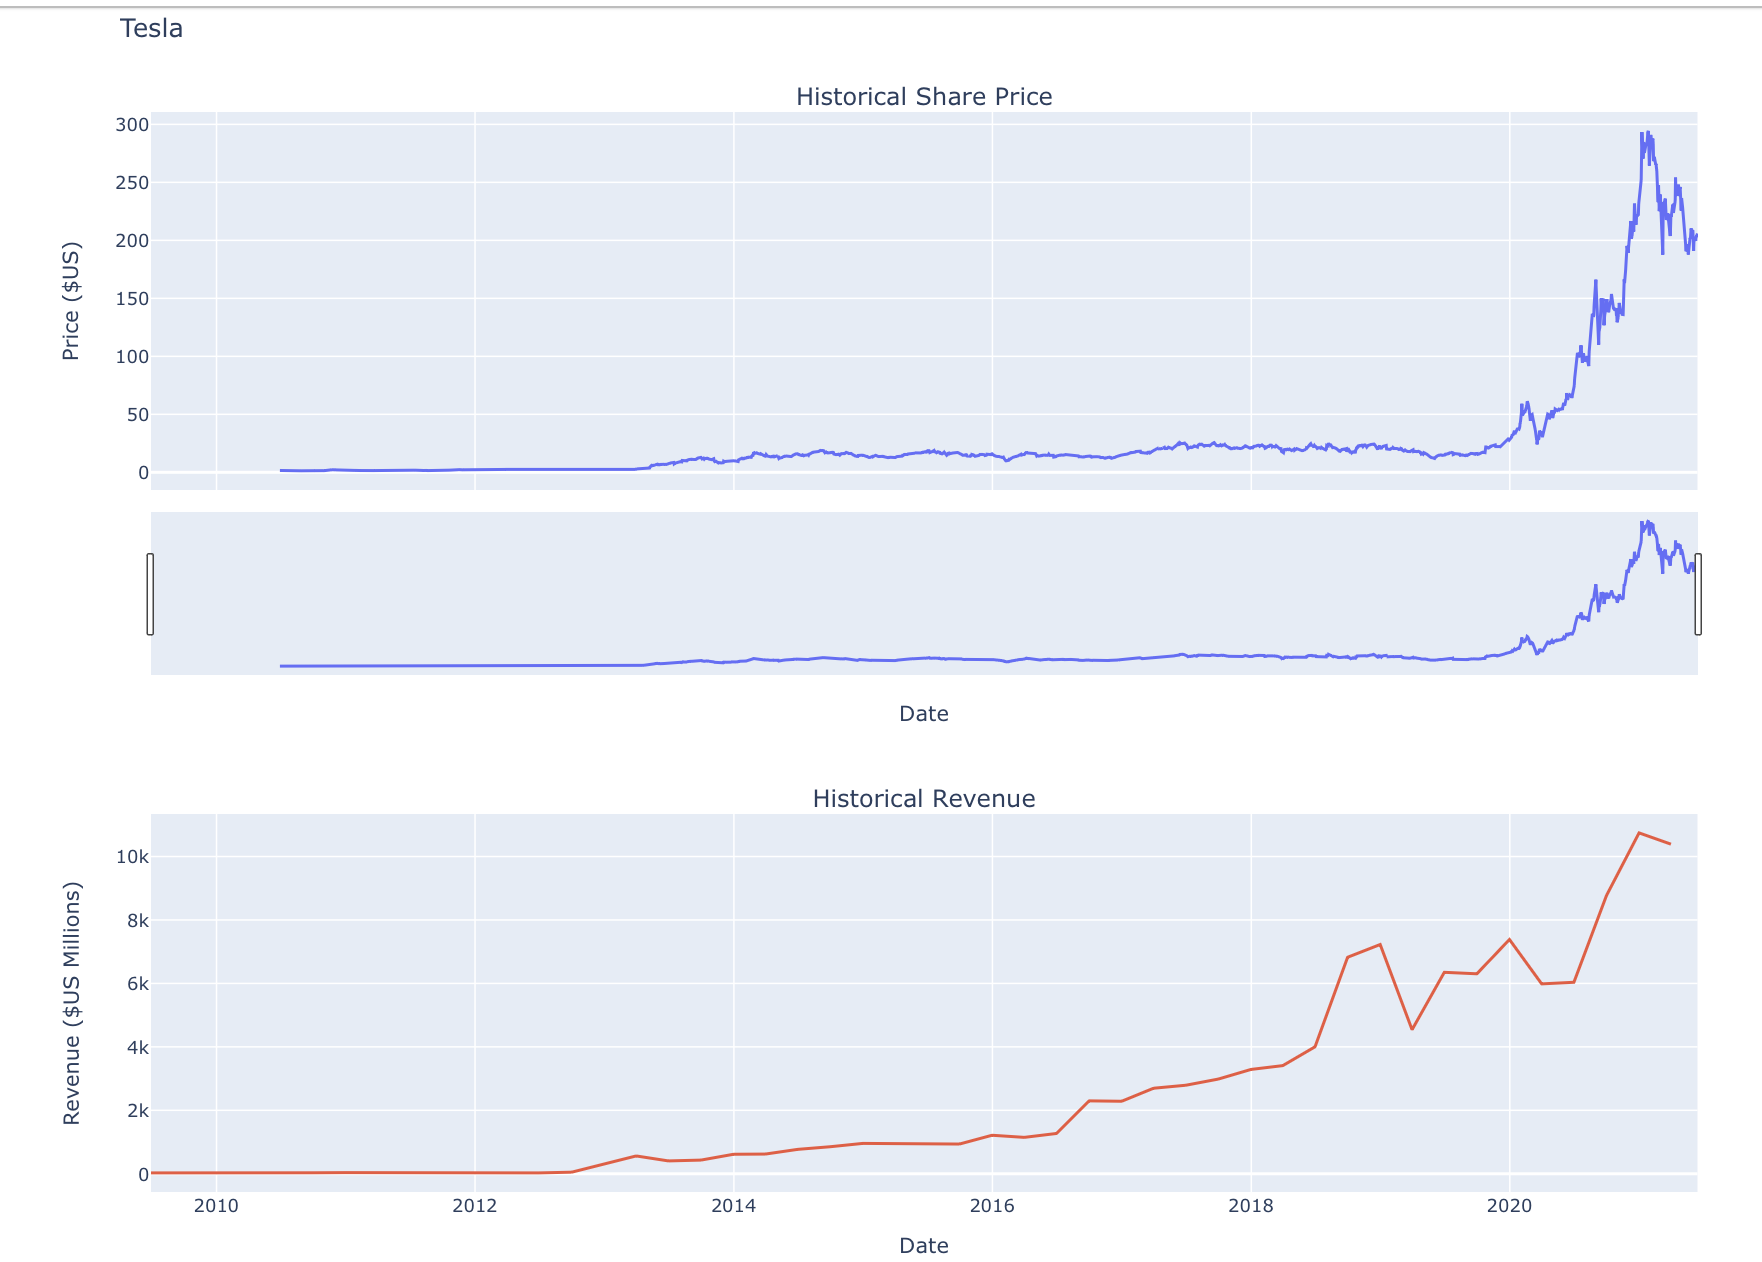 Tesla
Historical Share Price
300
250
200
150
100
50
0
Price ($US)
Date
Historical Revenue
10k
8k
6k
4k
2k
0
Revenue ($US Millions)
2010 2012 2014 2016 2018 2020
Date